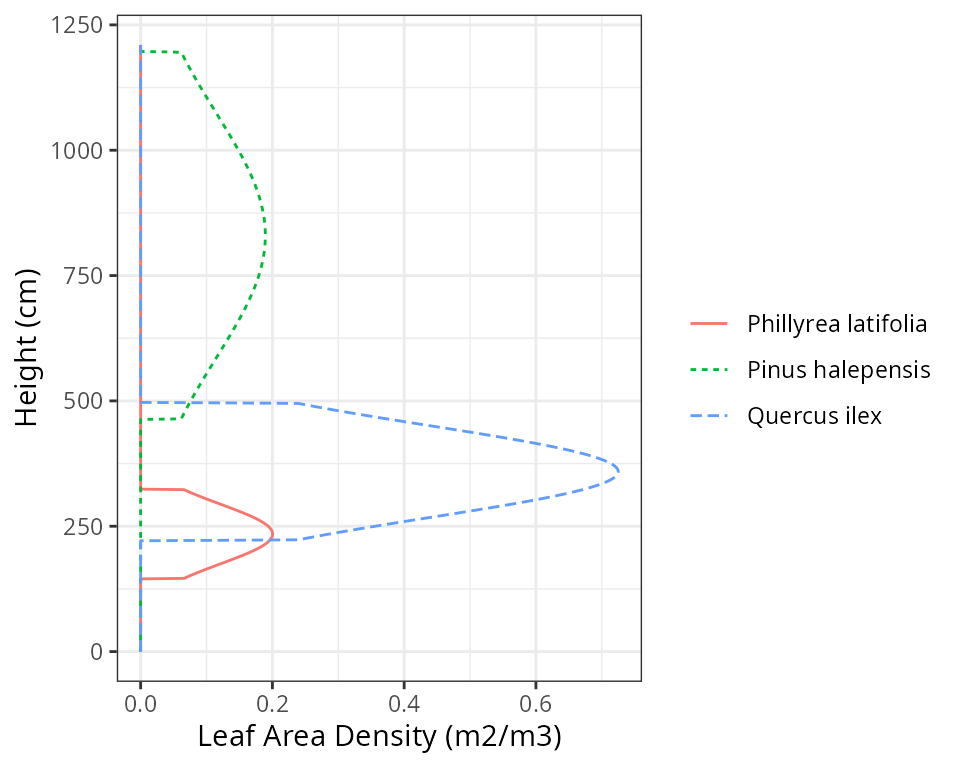 1250
1000
750
500
250
0
Height (cm)
0.0 0.2 0.4 0.6
Leaf Area Density (m2/m3)
Phillyrea latifolia
Pinus halepensis
Quercus ilex